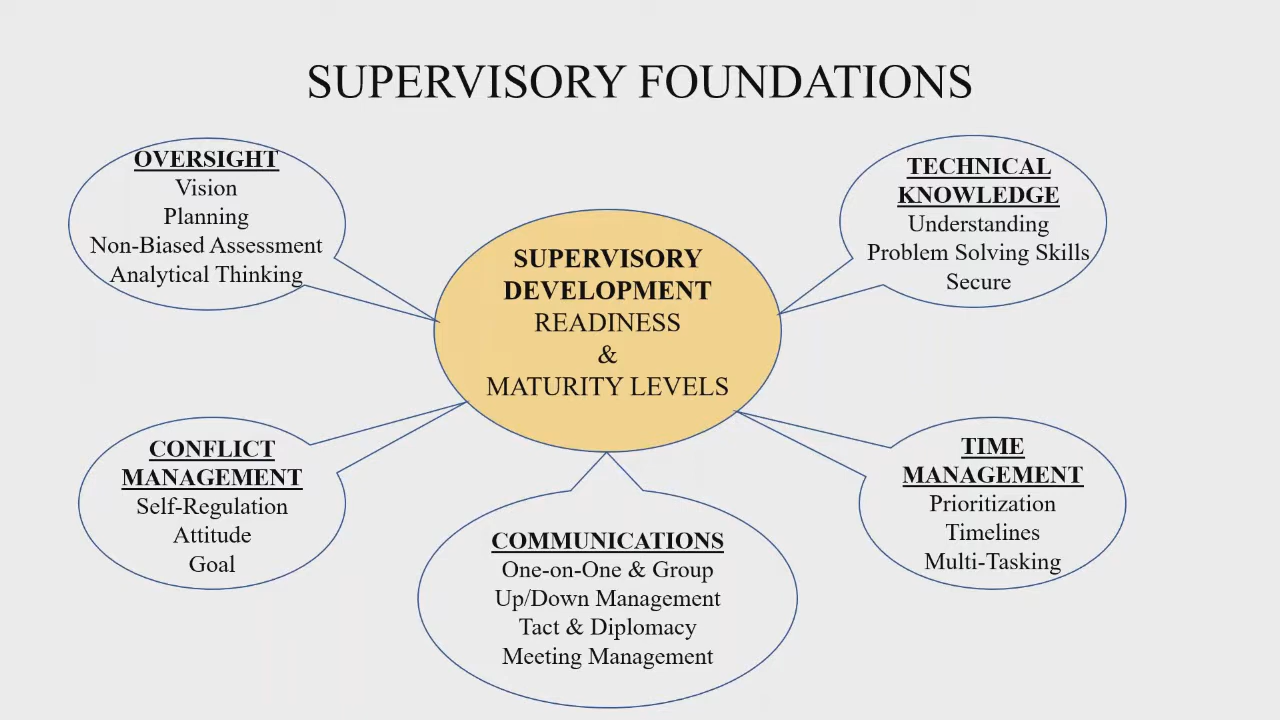 SUPERVISORY FOUNDATIONS
OVERSIGHT
Vision
Planning
Non-Biased Assessment
Analytical Thinking
TECHNICAL
KNOWLEDGE
Understanding
Problem Solving Skills
Secure
SUPERVISORY
DEVELOPMENT
READINESS
&
MATURITY LEVELS
CONFLICT
MANAGEMENT
Self-Regulation
Attitude
Goal
COMMUNICATIONS
One-on-One & Group
Up/Down Management
Tact & Diplomacy
Meeting Management
TIME
MANAGEMENT
Prioritization
Timelines
Multi-Tasking